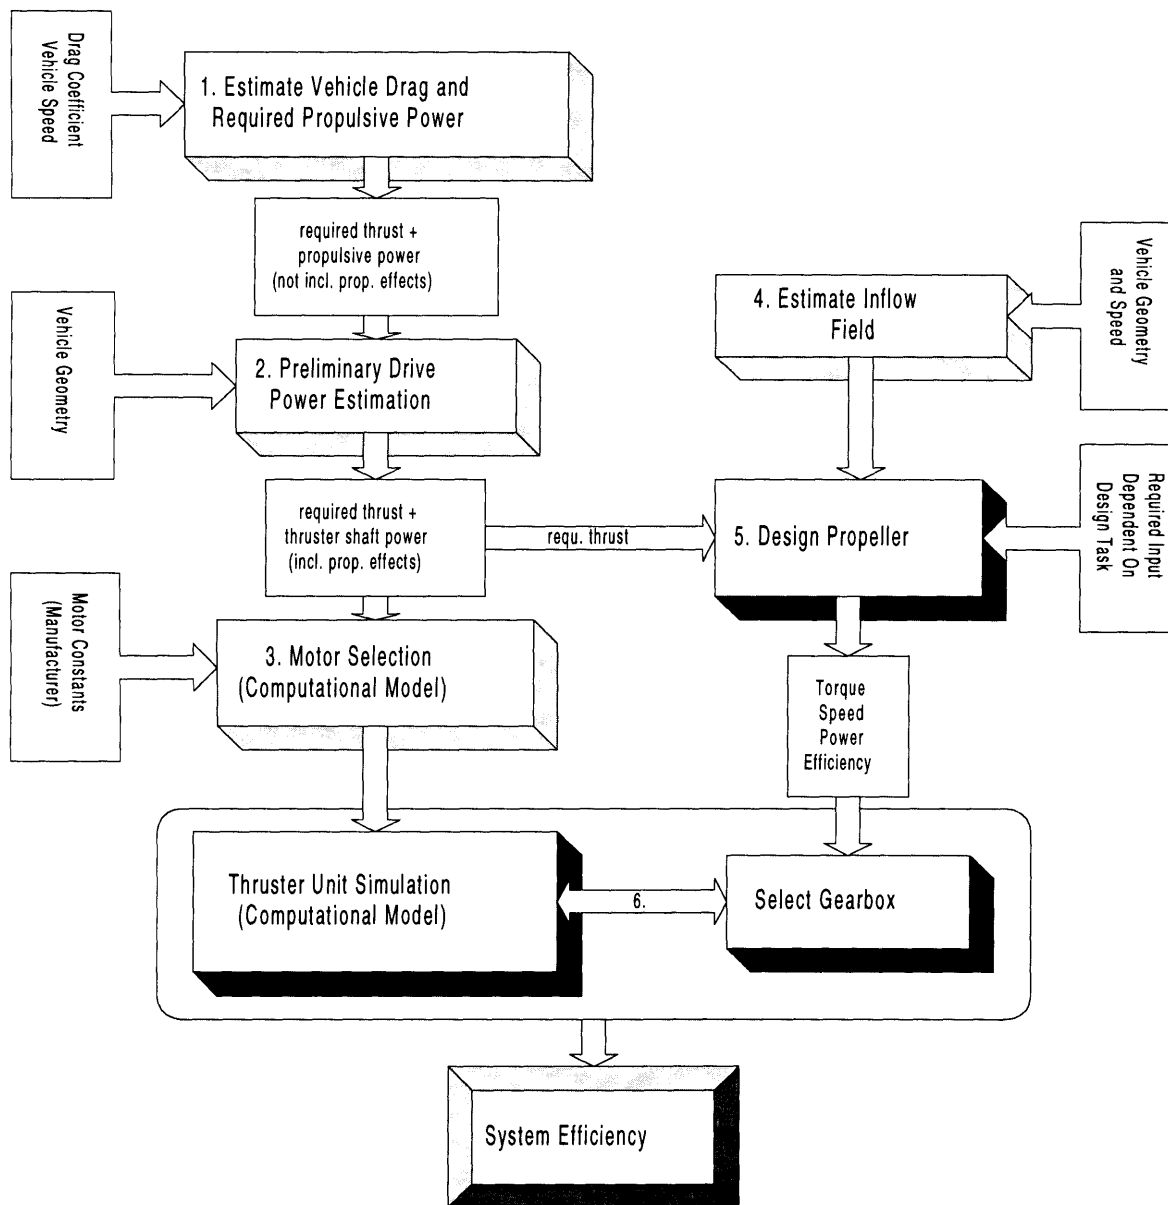 Drag Coefficient
Vehicle Speed
1. Estimate Vehicle Drag and
Required Propulsive Power
required thrust +
propulsive power
(not incl. prop. effects)
Vehicle Geometry
and Speed
4. Estimate Inflow
Field
Vehicle Geometry
2. Preliminary Drive
Power Estimation
required thrust +
thruster shaft power
(incl. prop. effects)
requ. thrust
5. Design Propeller
Required Input
Dependent On
Design Task
Motor Constants
(Manufacturer)
3. Motor Selection
(Computational Model)
Torque
Speed
Power
Efficiency
Thruster Unit Simulation
(Computational Model)
6.
Select Gearbox
System Efficiency